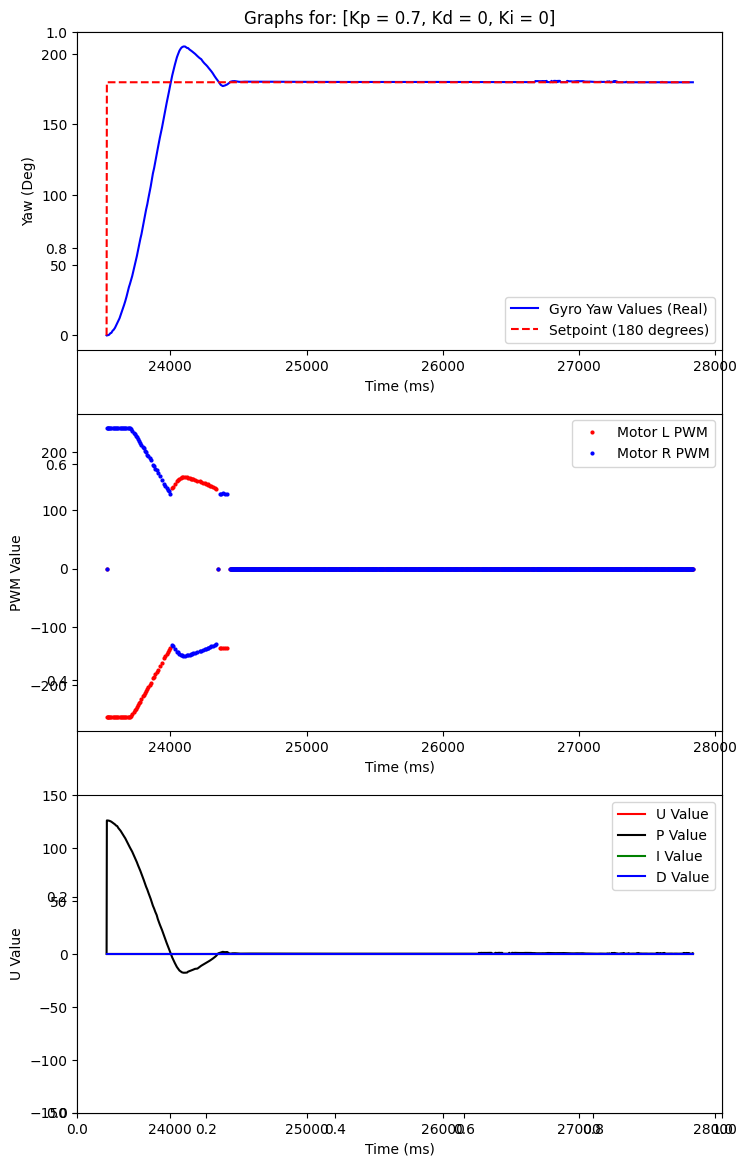 Graphs for: [Kp = 0.7, Kd = 0, Ki = 0]
1.0
200
150
100
0.8
50
0
Yaw (Deg)
Gyro Yaw Values (Real)
Setpoint (180 degrees)
24000 25000 26000 27000 28000
Time (ms)
200
0.6
100
0
−100
0.4
−200
PWM Value
Motor L PWM
Motor R PWM
24000 25000 26000 27000 28000
Time (ms)
150
100
0.2
50
0
−50
−100
−150
0.0
U Value
U Value
P Value
I Value
D Value
0.0 24000 0.2 25000 0.4 26000 0.6 27000 0.8 28000 1.0
Time (ms)